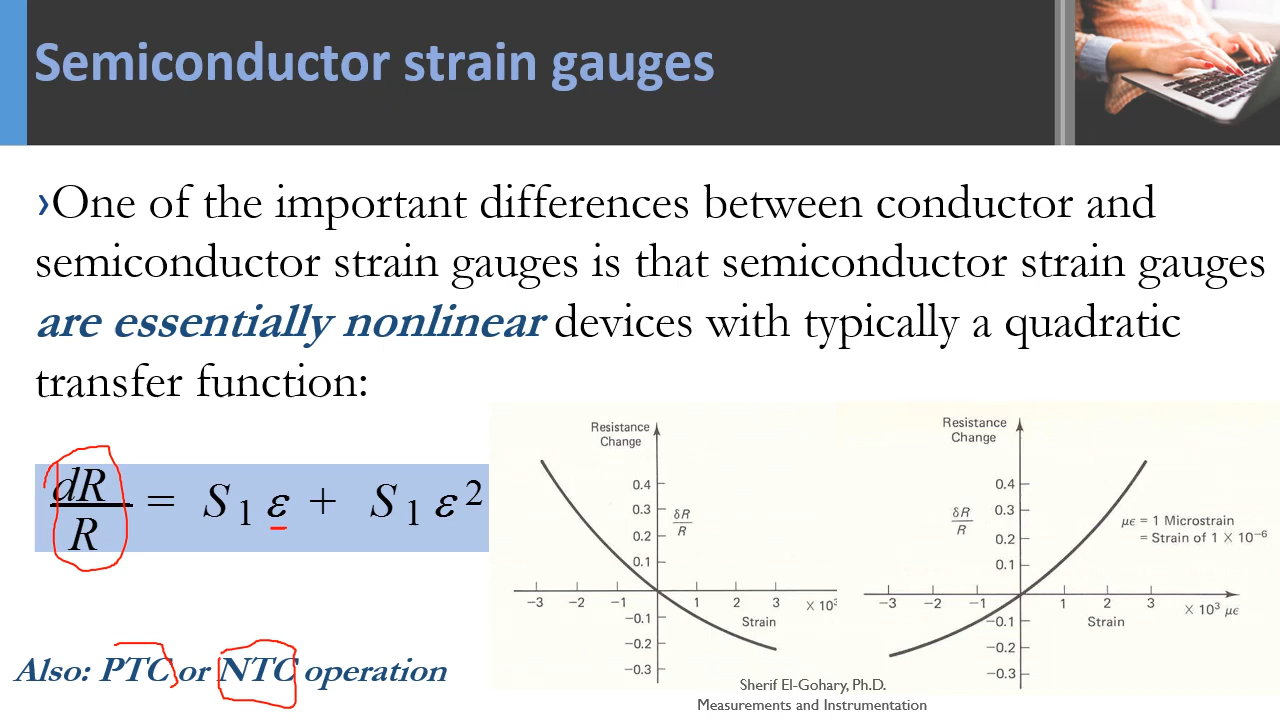 Semiconductor strain gauges
›One of the important differences between conductor and
semiconductor strain gauges is that semiconductor strain gauges
are essentially nonlinear devices with typically a quadratic
transfer function:
dR/R = S₁ ε + S₁ ε²
Also: PTC or NTC operation
Resistance
Change
0.4
0.3
0.2
0.1
δR
R
−3 −2 −1 1 2 3 × 10³
Strain
−0.1
−0.2
−0.3
Resistance
Change
0.4
0.3
0.2
0.1
δR
R
με = 1 Microstrain
= Strain of 1 × 10⁻⁶
−3 −2 −1 1 2 3 × 10³ με
Strain
−0.1
−0.2
−0.3
Sherif El-Gohary, Ph.D.
Measurements and Instrumentation